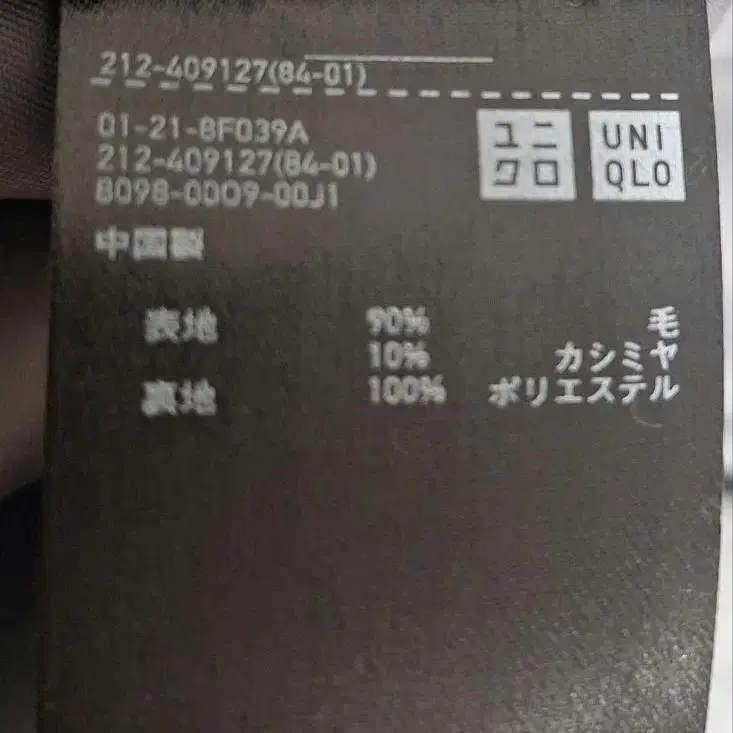 212-409127(84-01)
01-21-8F039A
212-409127(84-01)
8098-0009-00J1
ユニ
クロ
UNI
QLO
中国製
表地 90% 毛
10% カシミヤ
裏地 100% ポリエステル